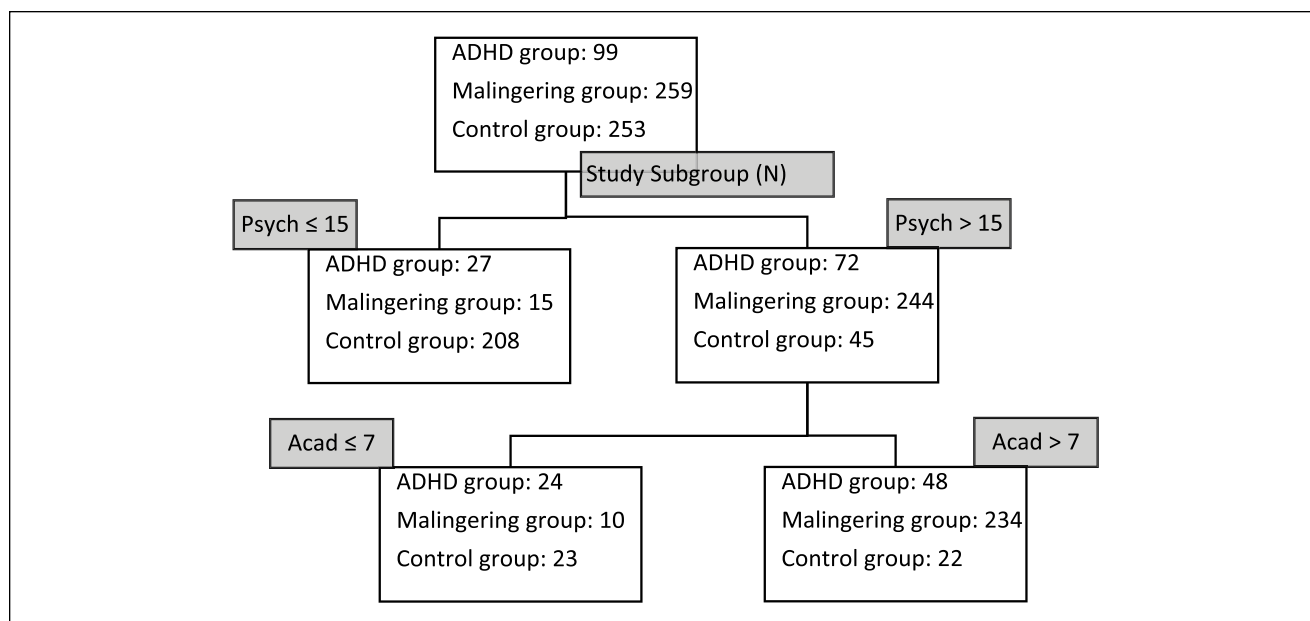 ADHD group: 99
Malingering group: 259
Control group: 253
Study Subgroup (N)
Psych ≤ 15
Psych > 15
ADHD group: 27
Malingering group: 15
Control group: 208
ADHD group: 72
Malingering group: 244
Control group: 45
Acad ≤ 7
Acad > 7
ADHD group: 24
Malingering group: 10
Control group: 23
ADHD group: 48
Malingering group: 234
Control group: 22